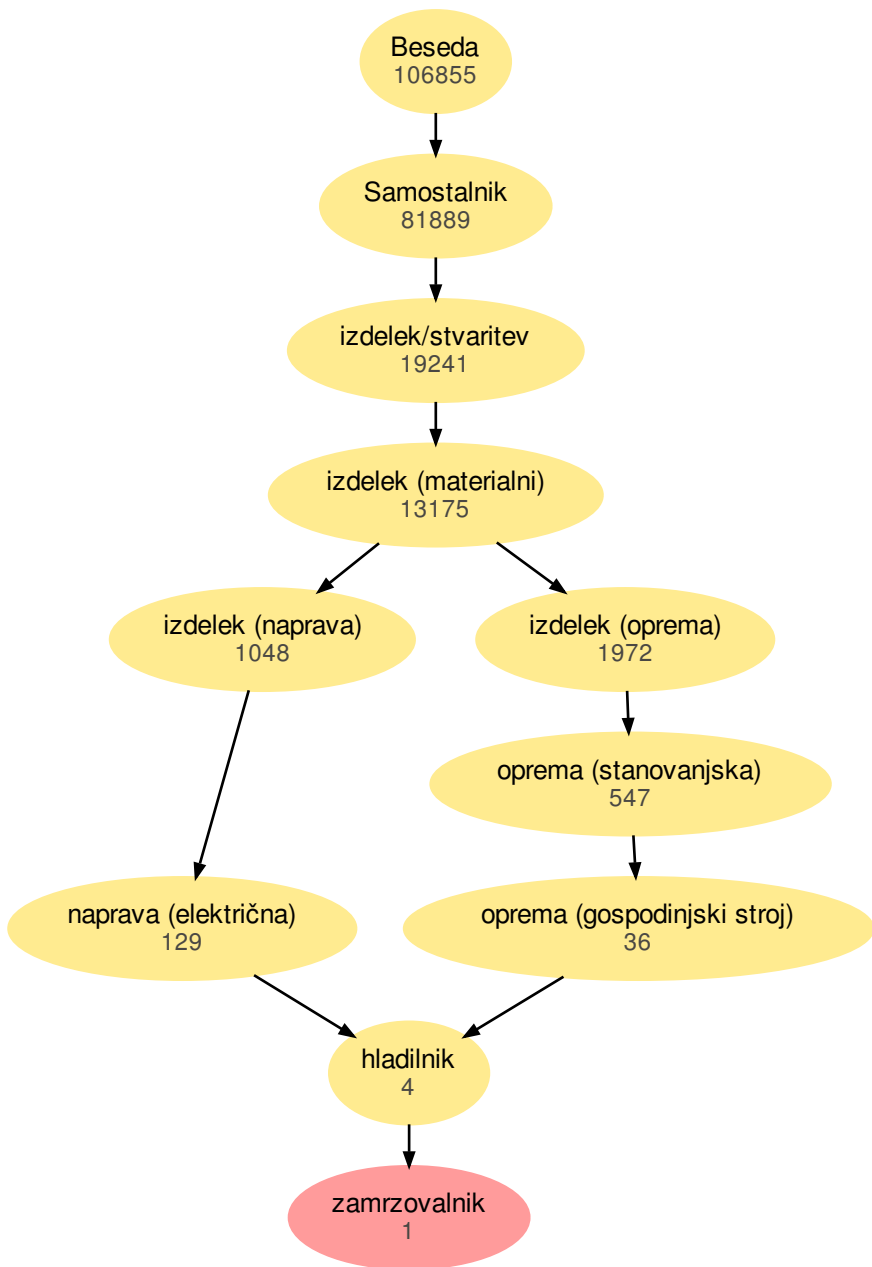 Beseda
106855
Samostalnik
81889
izdelek/stvaritev
19241
izdelek (materialni)
13175
izdelek (naprava)
1048
izdelek (oprema)
1972
oprema (stanovanjska)
547
naprava (električna)
129
oprema (gospodinjski stroj)
36
hladilnik
4
zamrzovalnik
1